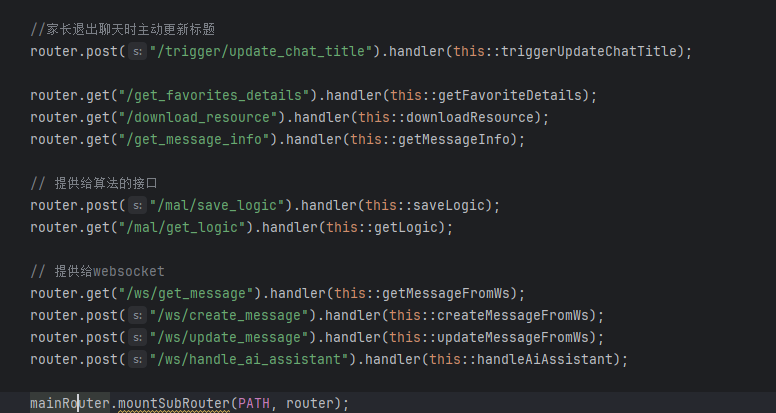 //家长退出聊天时主动更新标题
router.post( s: "/trigger/update_chat_title").handler(this::triggerUpdateChatTitle);
router.get("/get_favorites_details").handler(this::getFavoriteDetails);
router.get("/download_resource").handler(this::downloadResource);
router.get("/get_message_info").handler(this::getMessageInfo);
// 提供给算法的接口
router.post( s: "/mal/save_logic").handler(this::saveLogic);
router.get("/mal/get_logic").handler(this::getLogic);
// 提供给websocket
router.get("/ws/get_message").handler(this::getMessageFromWs);
router.post( s: "/ws/create_message").handler(this::createMessageFromWs);
router.post( s: "/ws/update_message").handler(this::updateMessageFromWs);
router.post( s: "/ws/handle_ai_assistant").handler(this::handleAiAssistant);
mainRouter.mountSubRouter(PATH, router);